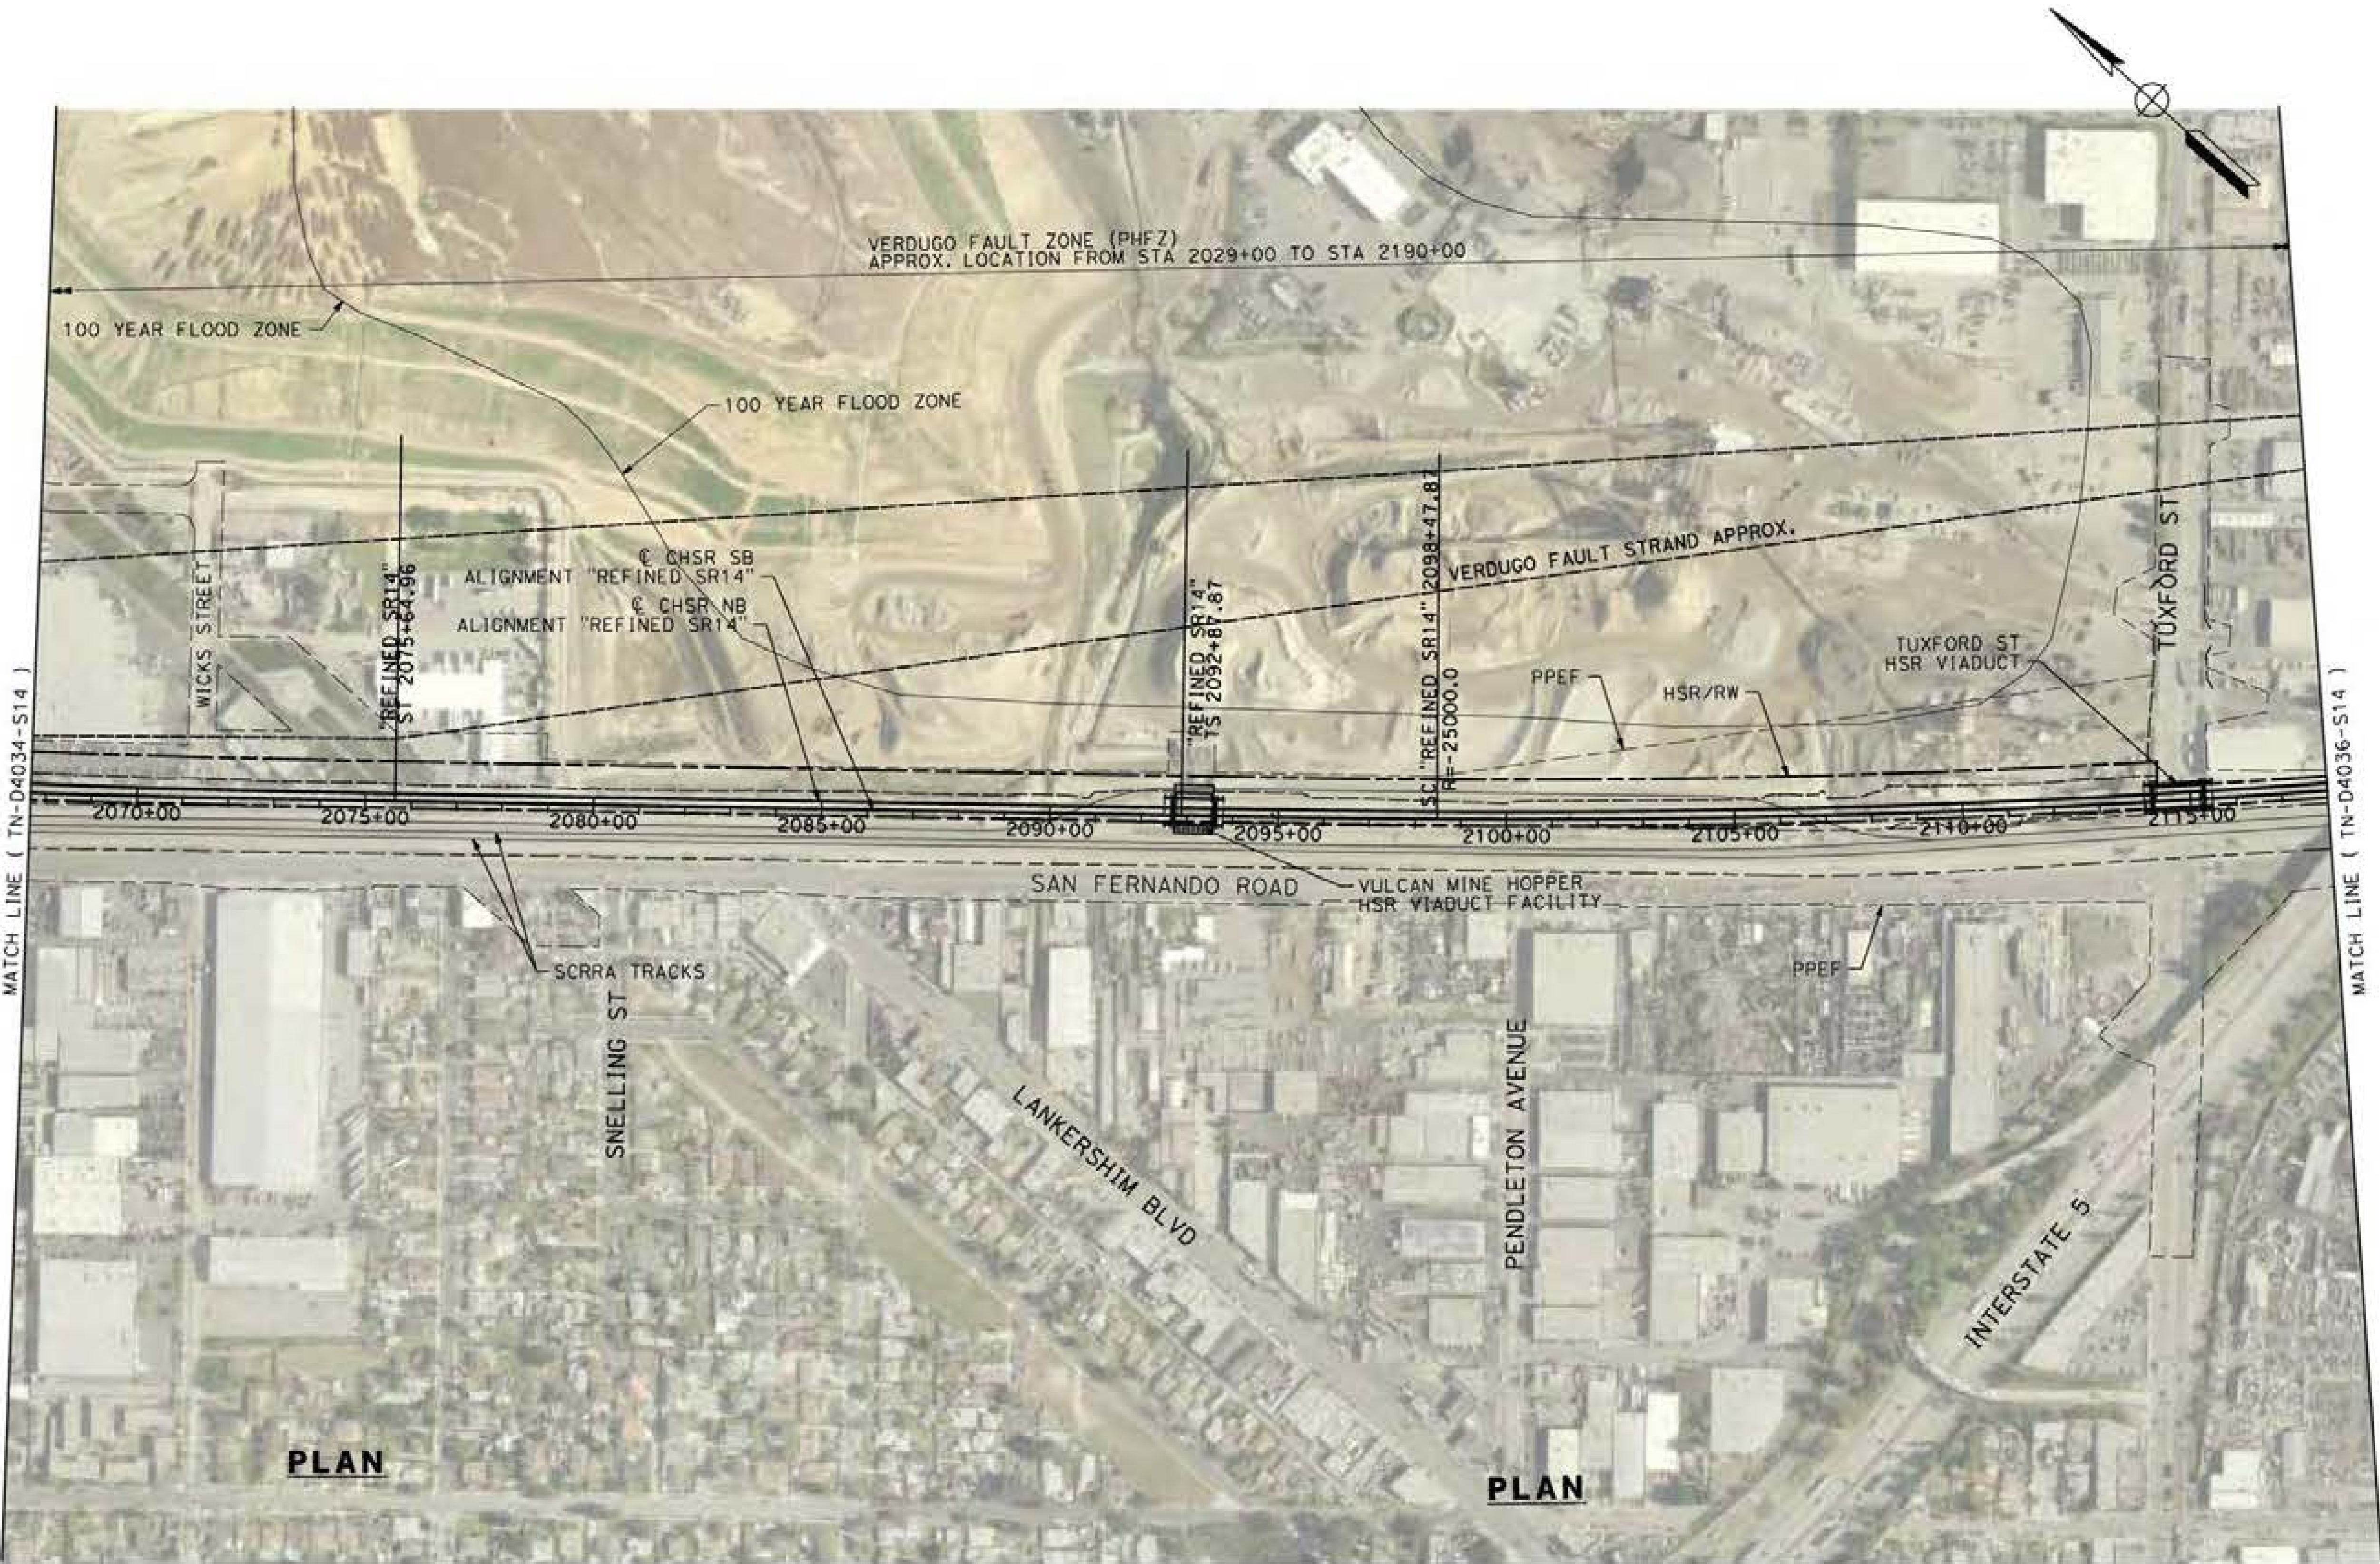 VERDUGO FAULT ZONE (PHFZ)
APPROX. LOCATION FROM STA 2029+00 TO STA 2190+00
100 YEAR FLOOD ZONE
100 YEAR FLOOD ZONE
WICKS STREET
"REFINED SR14"
ST 2075+64.96
℄ CHSR SB
ALIGNMENT "REFINED SR14"
℄ CHSR NB
ALIGNMENT "REFINED SR14"
"REFINED SR14"
TS 2092+87.87
SC "REFINED SR14" 2098+47.87
R=-250000.0
VERDUGO FAULT STRAND APPROX.
TUXFORD ST
TUXFORD ST
HSR VIADUCT
PPEF
HSR/RW
MATCH LINE ( TN-D4034-S14 )
MATCH LINE ( TN-D4036-S14 )
2070+00
2075+00
2080+00
2085+00
2090+00
2095+00
2100+00
2105+00
2110+00
2115+00
SAN FERNANDO ROAD
VULCAN MINE HOPPER
HSR VIADUCT FACILITY
SCRRA TRACKS
PPEF
SNELLING ST
LANKERSHIM BLVD
PENDLETON AVENUE
INTERSTATE 5
PLAN
PLAN